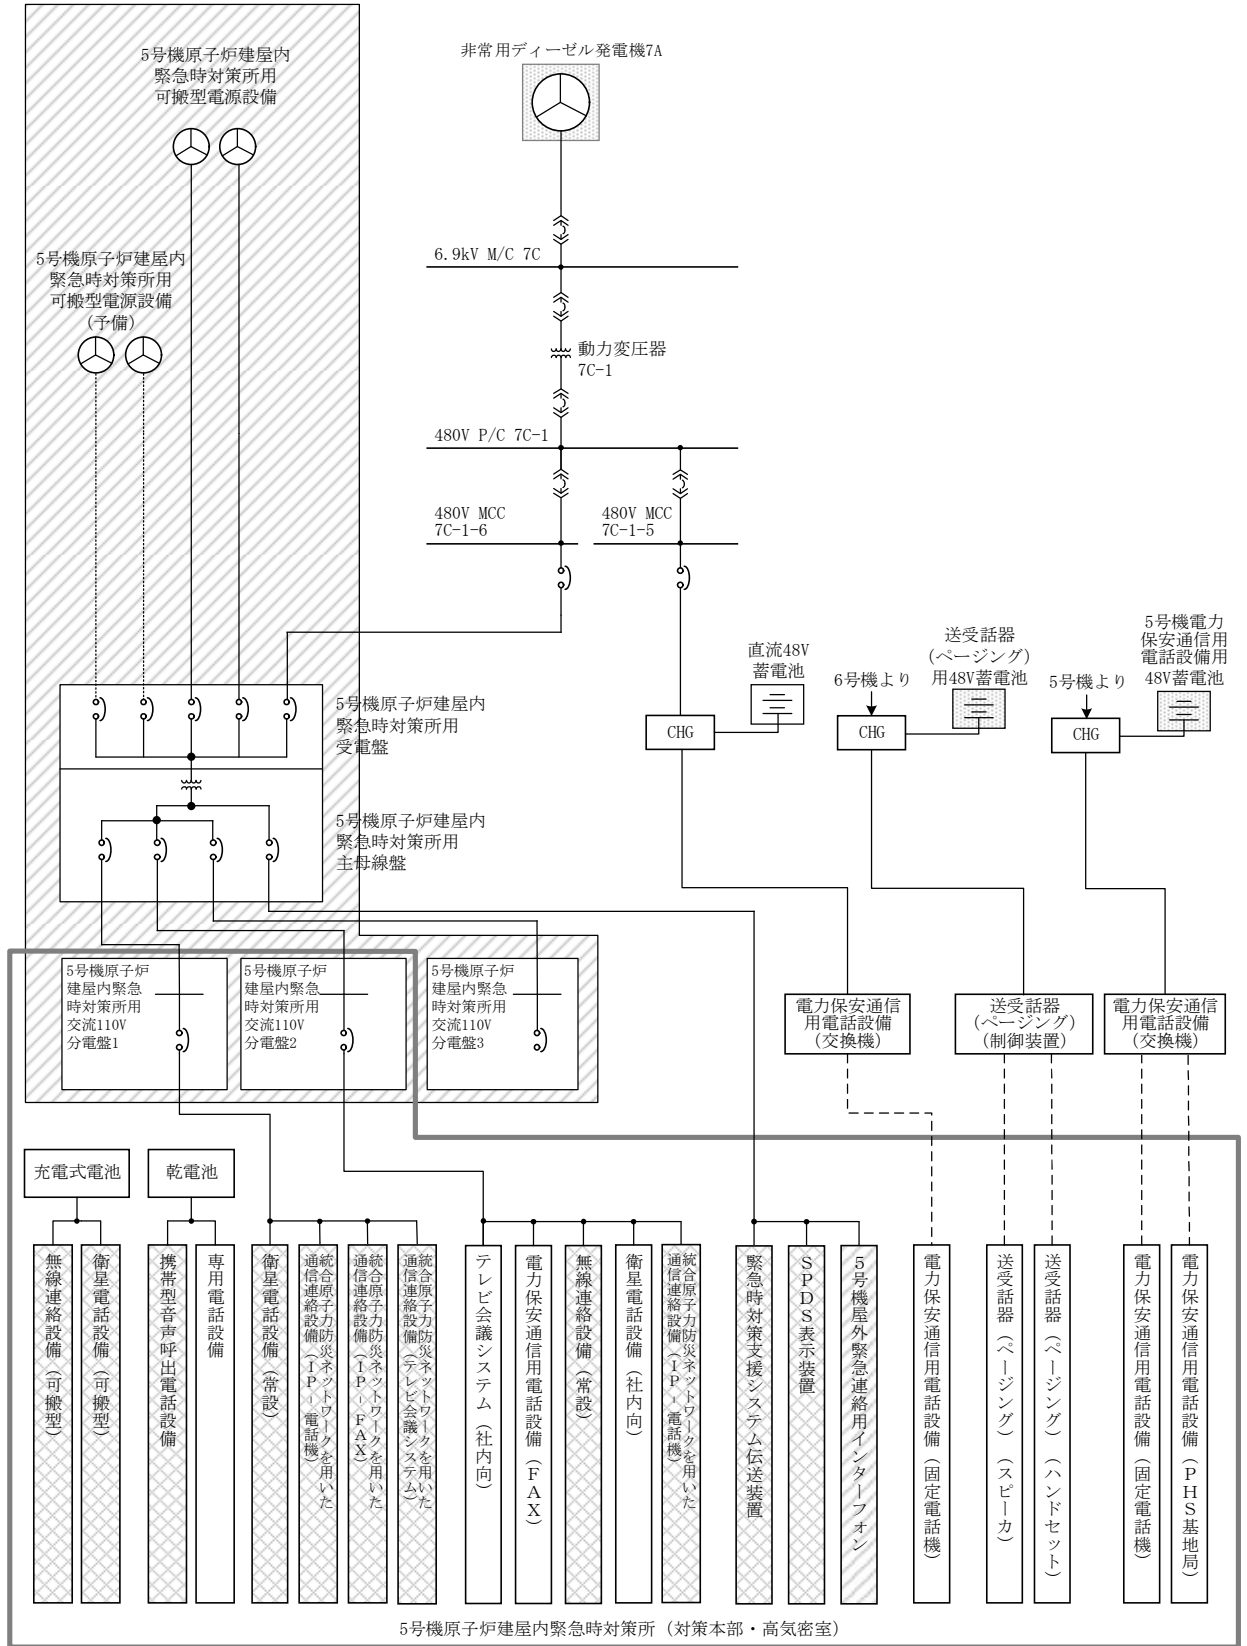 5号機原子炉建屋内
緊急時対策所用
可搬型電源設備
非常用ディーゼル発電機7A
5号機原子炉建屋内
緊急時対策所用
可搬型電源設備
(予備)
6.9kV M/C 7C
動力変圧器
7C-1
480V P/C 7C-1
480V MCC
7C-1-6
480V MCC
7C-1-5
直流48V
蓄電池
送受話器
(ページング)
用48V蓄電池
5号機電力
保安通信用
電話設備用
48V蓄電池
6号機より
5号機より
CHG
CHG
CHG
5号機原子炉建屋内
緊急時対策所用
受電盤
5号機原子炉建屋内
緊急時対策所用
主母線盤
5号機原子炉
建屋内緊急
時対策所用
交流110V
分電盤1
5号機原子炉
建屋内緊急
時対策所用
交流110V
分電盤2
5号機原子炉
建屋内緊急
時対策所用
交流110V
分電盤3
電力保安通信
用電話設備
(交換機)
送受話器
(ページング)
(制御装置)
電力保安通信
用電話設備
(交換機)
充電式電池
乾電池
無線連絡設備(可搬型)
衛星電話設備(可搬型)
携帯型音声呼出電話設備
専用電話設備
衛星電話設備(常設)
統合原子力防災ネットワークを用いた
通信連絡設備(IP-電話機)
統合原子力防災ネットワークを用いた
通信連絡設備(IP-FAX)
統合原子力防災ネットワークを用いた
通信連絡設備(テレビ会議システム)
テレビ会議システム(社内向)
電力保安通信用電話設備(FAX)
無線連絡設備(常設)
衛星電話設備(社内向)
統合原子力防災ネットワークを用いた
通信連絡設備(IP-電話機)
緊急時対策支援システム伝送装置
SPDS表示装置
5号機屋外緊急連絡用インターフォン
電力保安通信用電話設備(固定電話機)
送受話器(ページング)(スピーカ)
送受話器(ページング)(ハンドセット)
電力保安通信用電話設備(固定電話機)
電力保安通信用電話設備(PHS基地局)
5号機原子炉建屋内緊急時対策所(対策本部・高気密室)